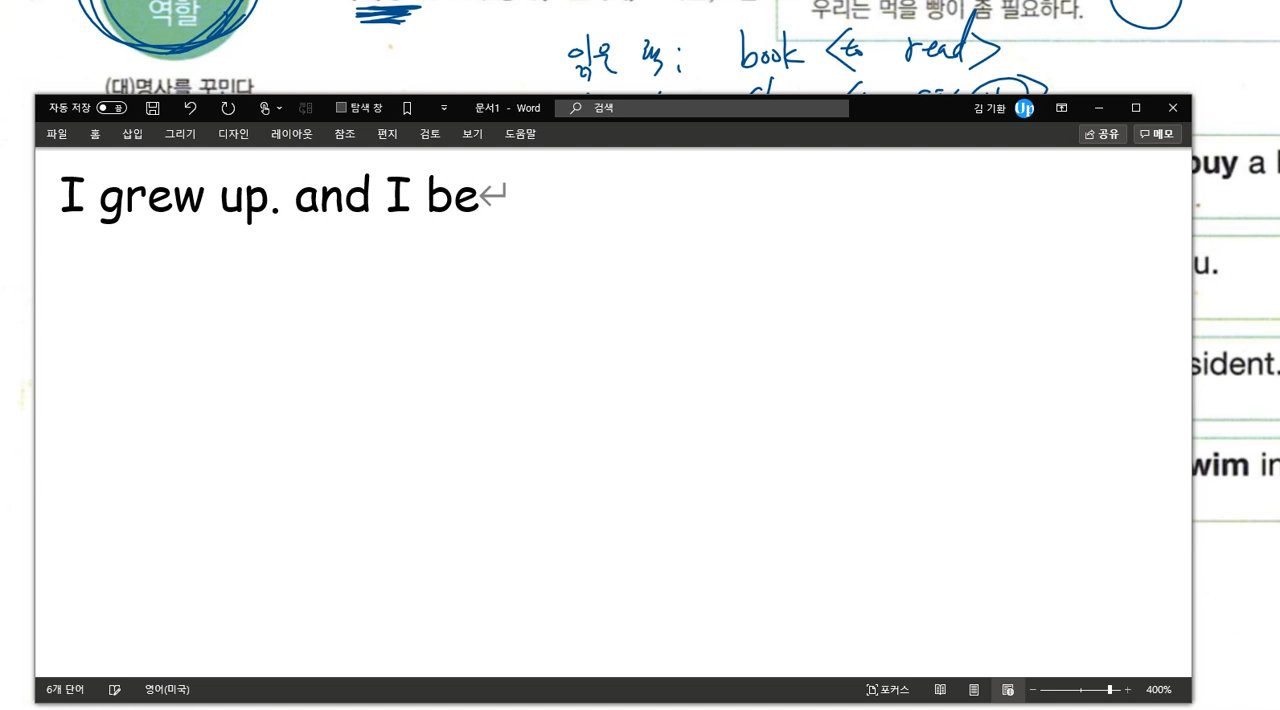 역할
우리는 먹을 빵이 좀 필요하다.
읽을 책; book <to read>
(대)명사를 꾸민다
자동 저장 끔 탐색 창 문서1 - Word 검색 김 기환
파일 홈 삽입 그리기 디자인 레이아웃 참조 편지 검토 보기 도움말 공유 메모
I grew up. and I be
buy a
u.
sident.
wim in
6개 단어 영어(미국) 포커스 400%